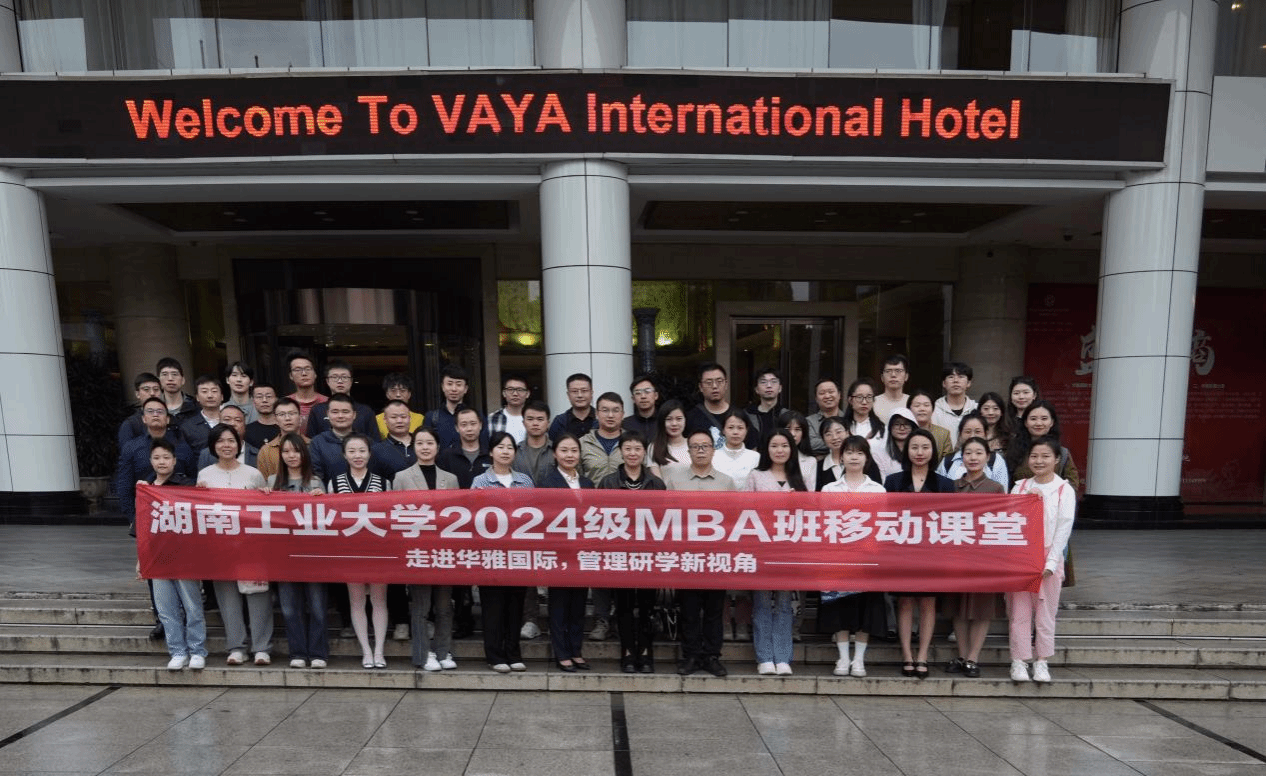 Welcome To VAYA International Hotel
湖南工业大学2024级MBA班移动课堂
走进华雅国际，管理研学新视角